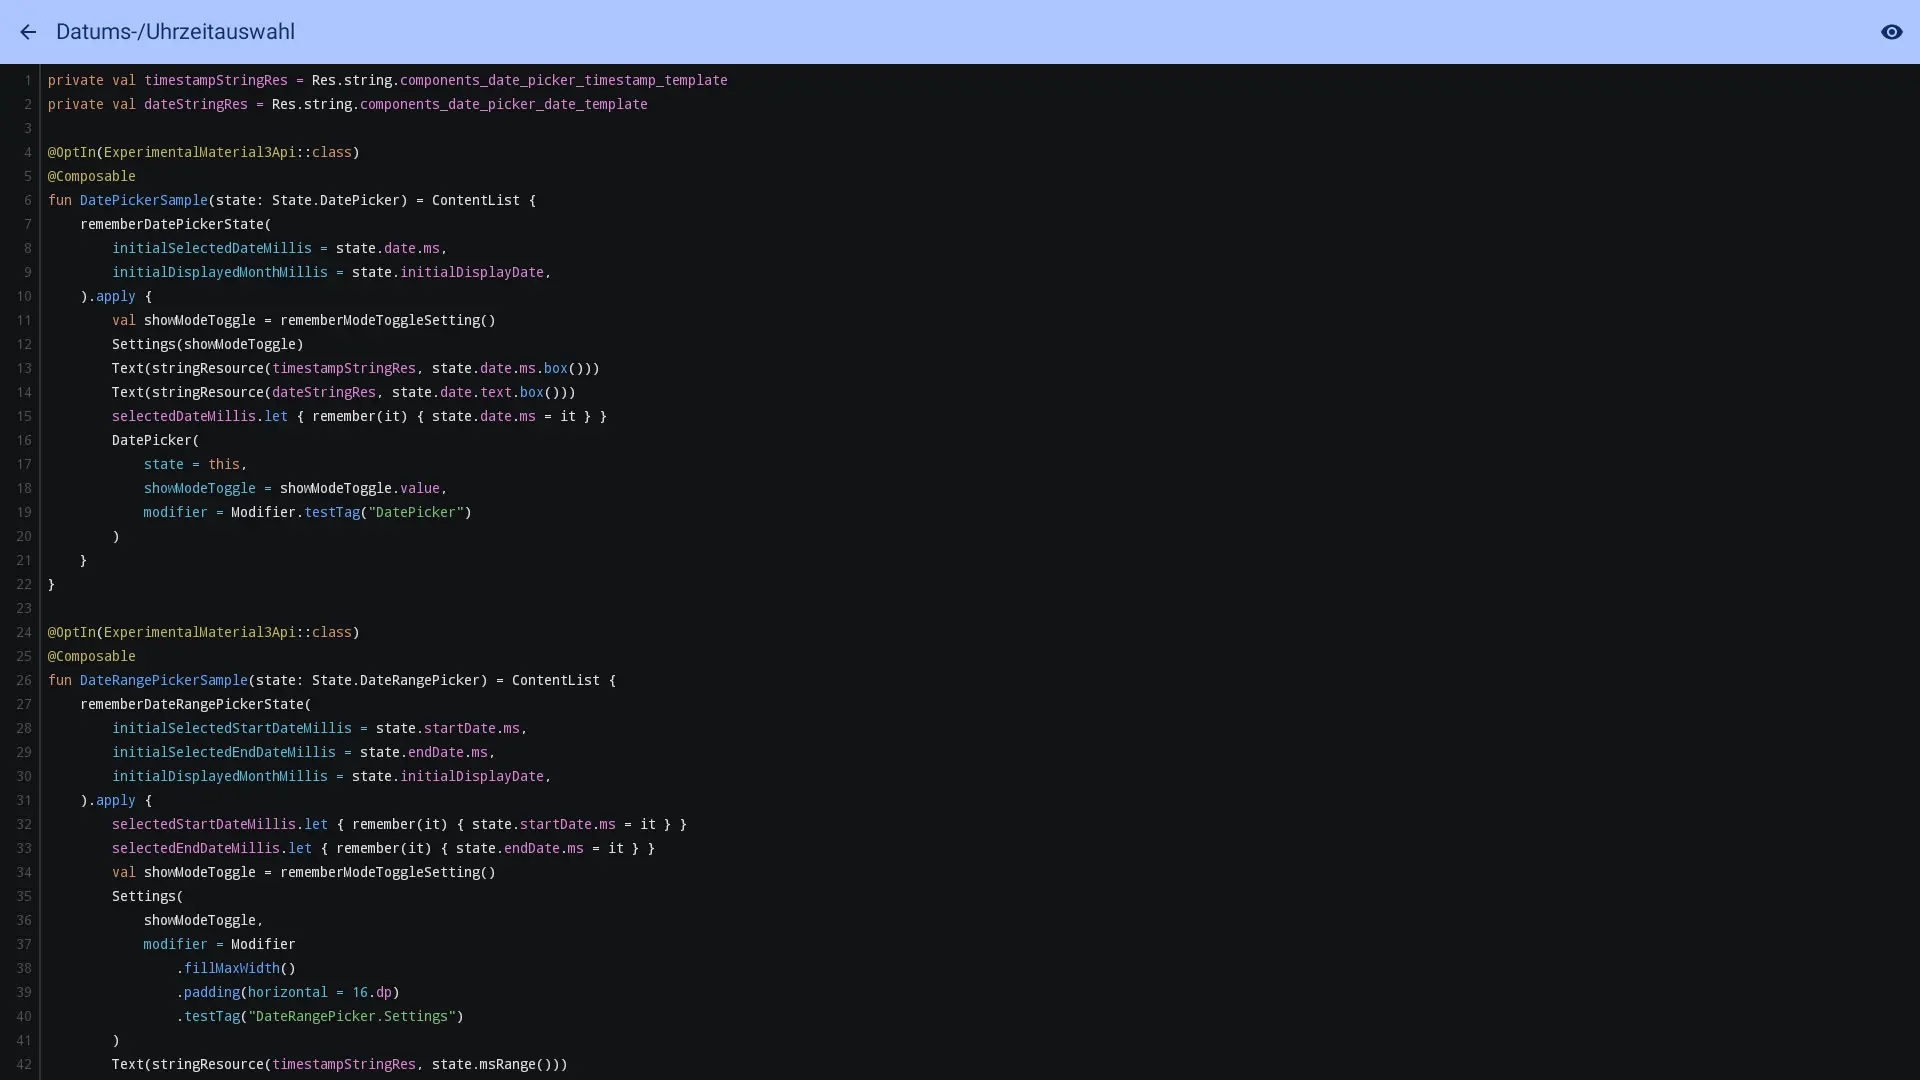 Datums-/Uhrzeitauswahl
1 private val timestampStringRes = Res.string.components_date_picker_timestamp_template
2 private val dateStringRes = Res.string.components_date_picker_date_template
3
4 @OptIn(ExperimentalMaterial3Api::class)
5 @Composable
6 fun DatePickerSample(state: State.DatePicker) = ContentList {
7     rememberDatePickerState(
8         initialSelectedDateMillis = state.date.ms,
9         initialDisplayedMonthMillis = state.initialDisplayDate,
10     ).apply {
11         val showModeToggle = rememberModeToggleSetting()
12         Settings(showModeToggle)
13         Text(stringResource(timestampStringRes, state.date.ms.box()))
14         Text(stringResource(dateStringRes, state.date.text.box()))
15         selectedDateMillis.let { remember(it) { state.date.ms = it } }
16         DatePicker(
17             state = this,
18             showModeToggle = showModeToggle.value,
19             modifier = Modifier.testTag("DatePicker")
20         )
21     }
22 }
23
24 @OptIn(ExperimentalMaterial3Api::class)
25 @Composable
26 fun DateRangePickerSample(state: State.DateRangePicker) = ContentList {
27     rememberDateRangePickerState(
28         initialSelectedStartDateMillis = state.startDate.ms,
29         initialSelectedEndDateMillis = state.endDate.ms,
30         initialDisplayedMonthMillis = state.initialDisplayDate,
31     ).apply {
32         selectedStartDateMillis.let { remember(it) { state.startDate.ms = it } }
33         selectedEndDateMillis.let { remember(it) { state.endDate.ms = it } }
34         val showModeToggle = rememberModeToggleSetting()
35         Settings(
36             showModeToggle,
37             modifier = Modifier
38                 .fillMaxWidth()
39                 .padding(horizontal = 16.dp)
40                 .testTag("DateRangePicker.Settings")
41         )
42         Text(stringResource(timestampStringRes, state.msRange()))